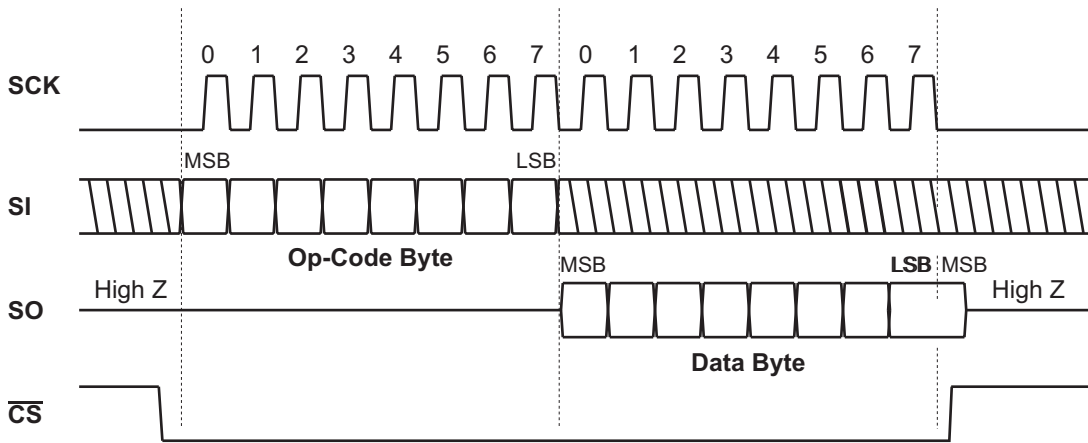 0 1 2 3 4 5 6 7 0 1 2 3 4 5 6 7
SCK
MSB LSB
SI
Op-Code Byte
MSB LSB MSB
High Z High Z
SO
Data Byte
CS